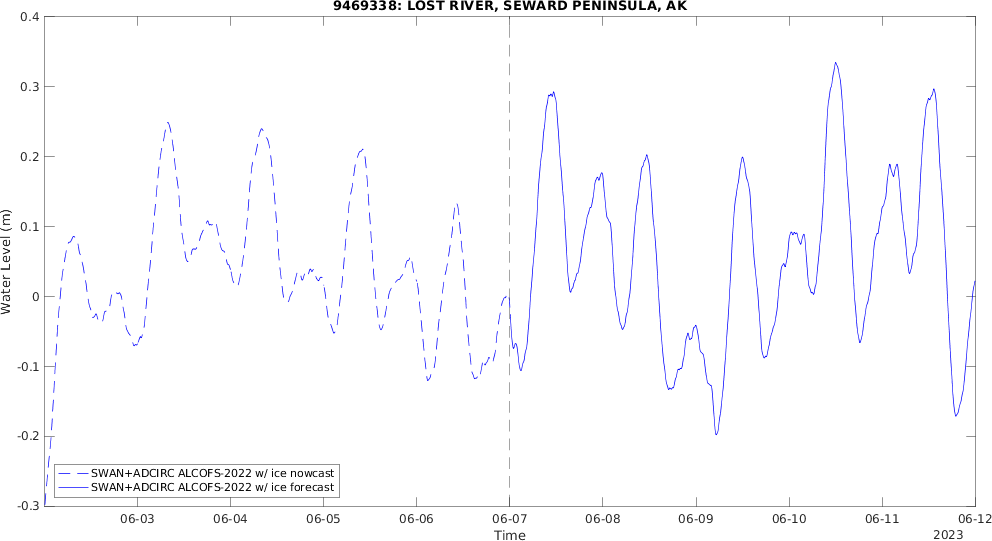 9469338: LOST RIVER, SEWARD PENINSULA, AK
0.4
0.3
0.2
0.1
0
-0.1
-0.2
-0.3
Water Level (m)
SWAN+ADCIRC ALCOFS-2022 w/ ice nowcast
SWAN+ADCIRC ALCOFS-2022 w/ ice forecast
06-03 06-04 06-05 06-06 06-07 06-08 06-09 06-10 06-11 06-12
Time
2023